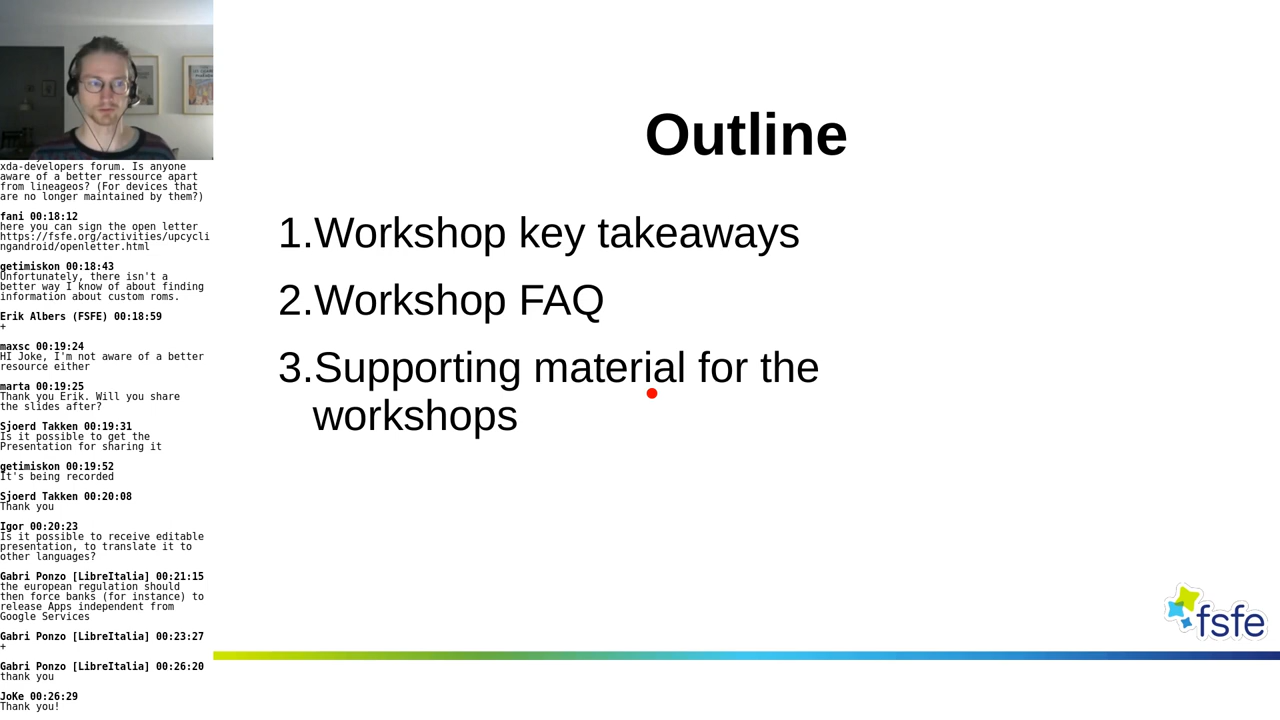 xda-developers forum. Is anyone
aware of a better ressource apart
from lineageos? (For devices that
are no longer maintained by them?)
fani 00:18:12
here you can sign the open letter
https://fsfe.org/activities/upcycli
ngandroid/openletter.html
getimiskon 00:18:43
Unfortunately, there isn't a
better way I know of about finding
information about custom roms.
Erik Albers (FSFE) 00:18:59
+
maxsc 00:19:24
HI Joke, I'm not aware of a better
resource either
marta 00:19:25
Thank you Erik. Will you share
the slides after?
Sjoerd Takken 00:19:31
Is it possible to get the
Presentation for sharing it
getimiskon 00:19:52
It's being recorded
Sjoerd Takken 00:20:08
Thank you
Igor 00:20:23
Is it possible to receive editable
presentation, to translate it to
other languages?
Gabri Ponzo [LibreItalia] 00:21:15
the european regulation should
then force banks (for instance) to
release Apps independent from
Google Services
Gabri Ponzo [LibreItalia] 00:23:27
+
Gabri Ponzo [LibreItalia] 00:26:20
thank you
JoKe 00:26:29
Thank you!
Outline
1.Workshop key takeaways
2.Workshop FAQ
3.Supporting material for the
workshops
fsfe